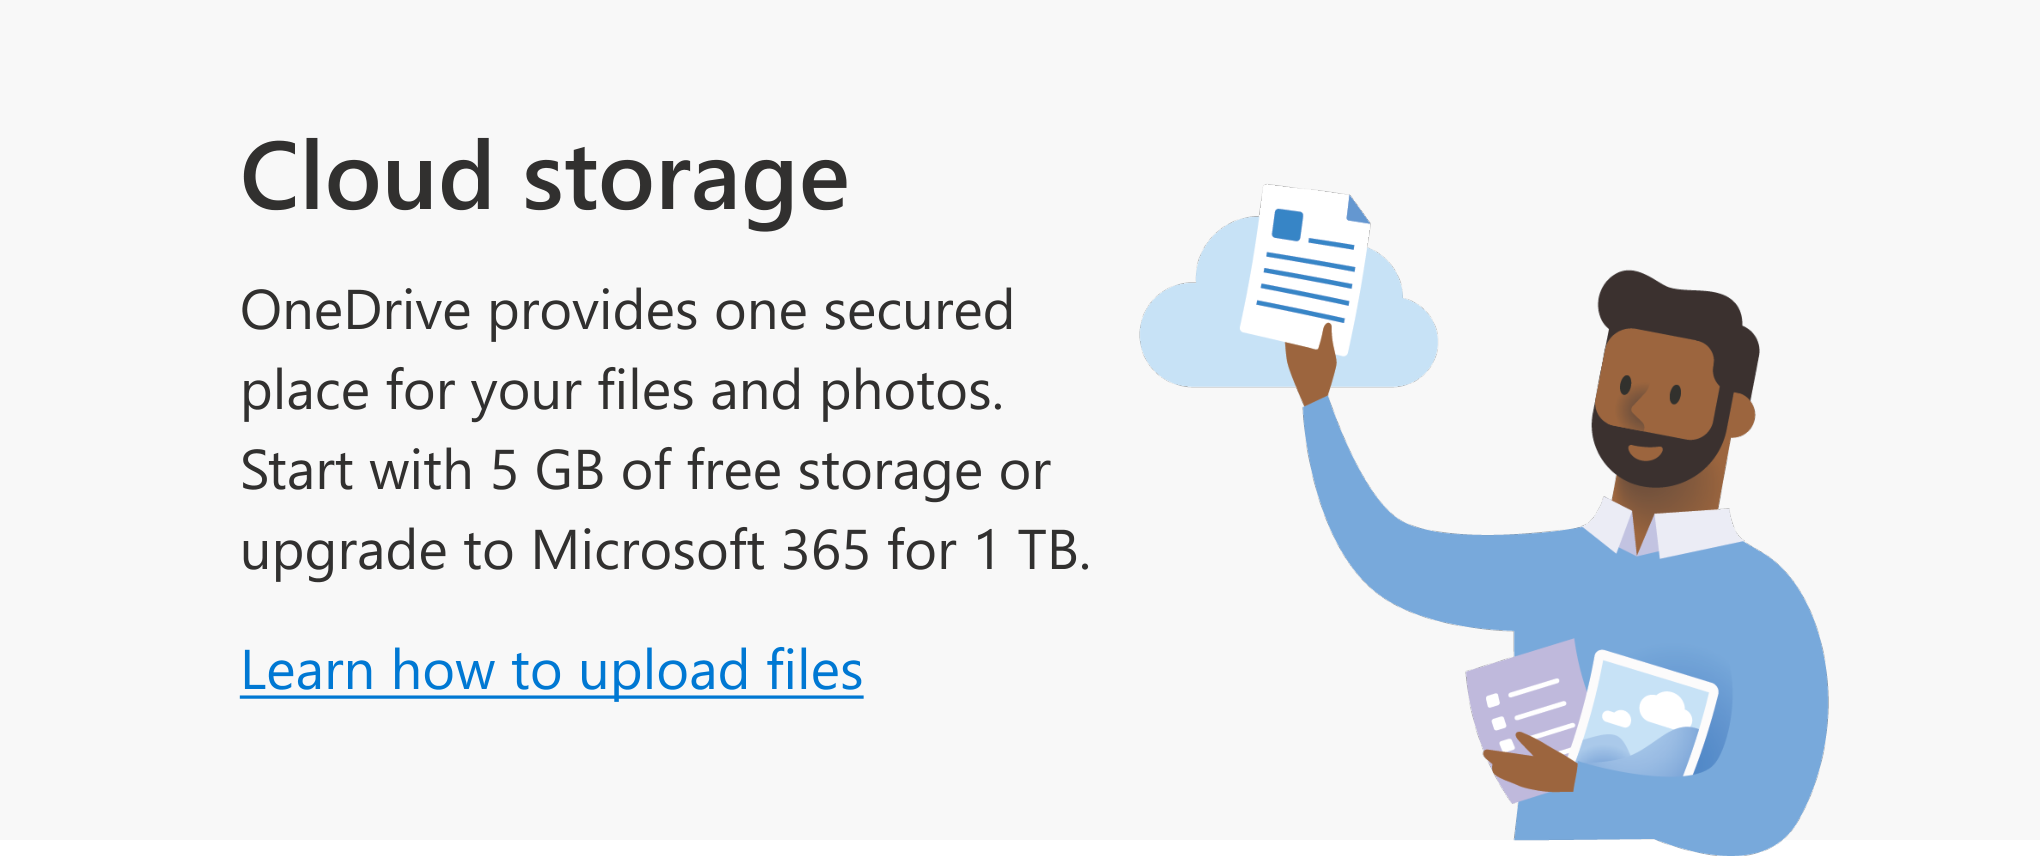 Cloud storage
OneDrive provides one secured
place for your files and photos.
Start with 5 GB of free storage or
upgrade to Microsoft 365 for 1 TB.
Learn how to upload files